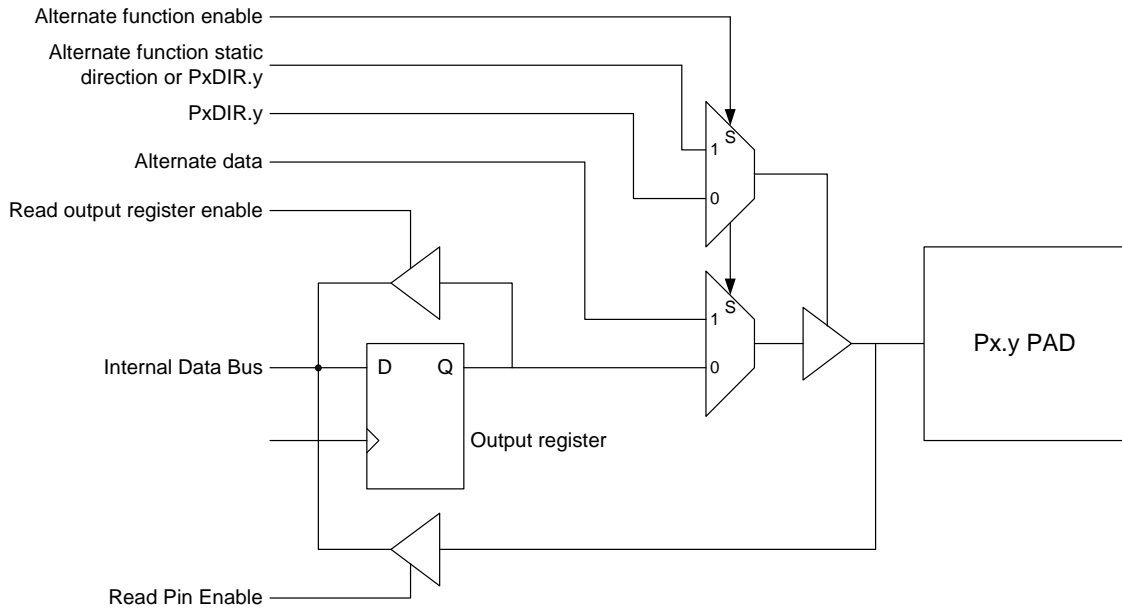 Alternate function enable
Alternate function static
direction or PxDIR.y
PxDIR.y
Alternate data
Read output register enable
S
1
0
S
1
0
Px.y PAD
Internal Data Bus
D Q
Output register
Read Pin Enable